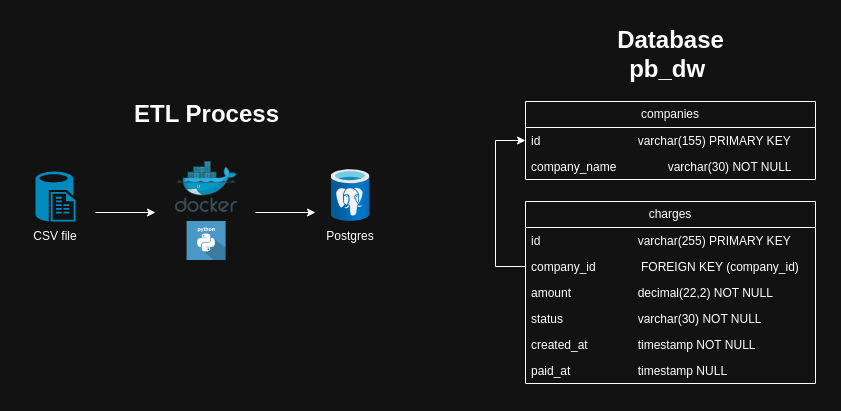 ETL Process
CSV file
docker
python
Postgres
Database
pb_dw
companies
id varchar(155) PRIMARY KEY
company_name varchar(30) NOT NULL
charges
id varchar(255) PRIMARY KEY
company_id FOREIGN KEY (company_id)
amount decimal(22,2) NOT NULL
status varchar(30) NOT NULL
created_at timestamp NOT NULL
paid_at timestamp NULL